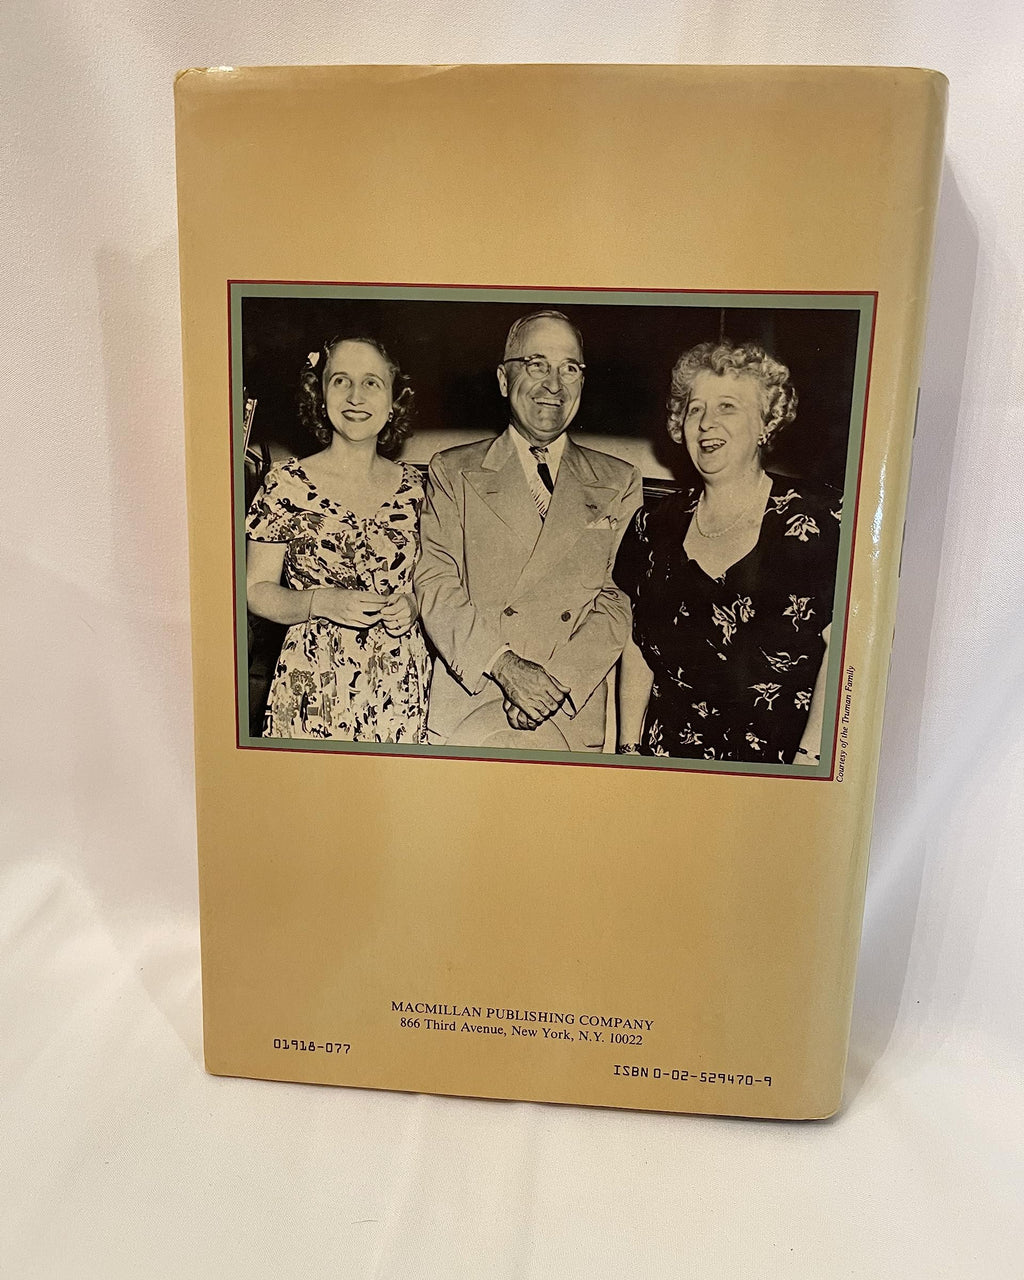 Courtesy of the Truman Family
MACMILLAN PUBLISHING COMPANY
866 Third Avenue, New York, N.Y. 10022
01918-077
ISBN 0-02-529470-9